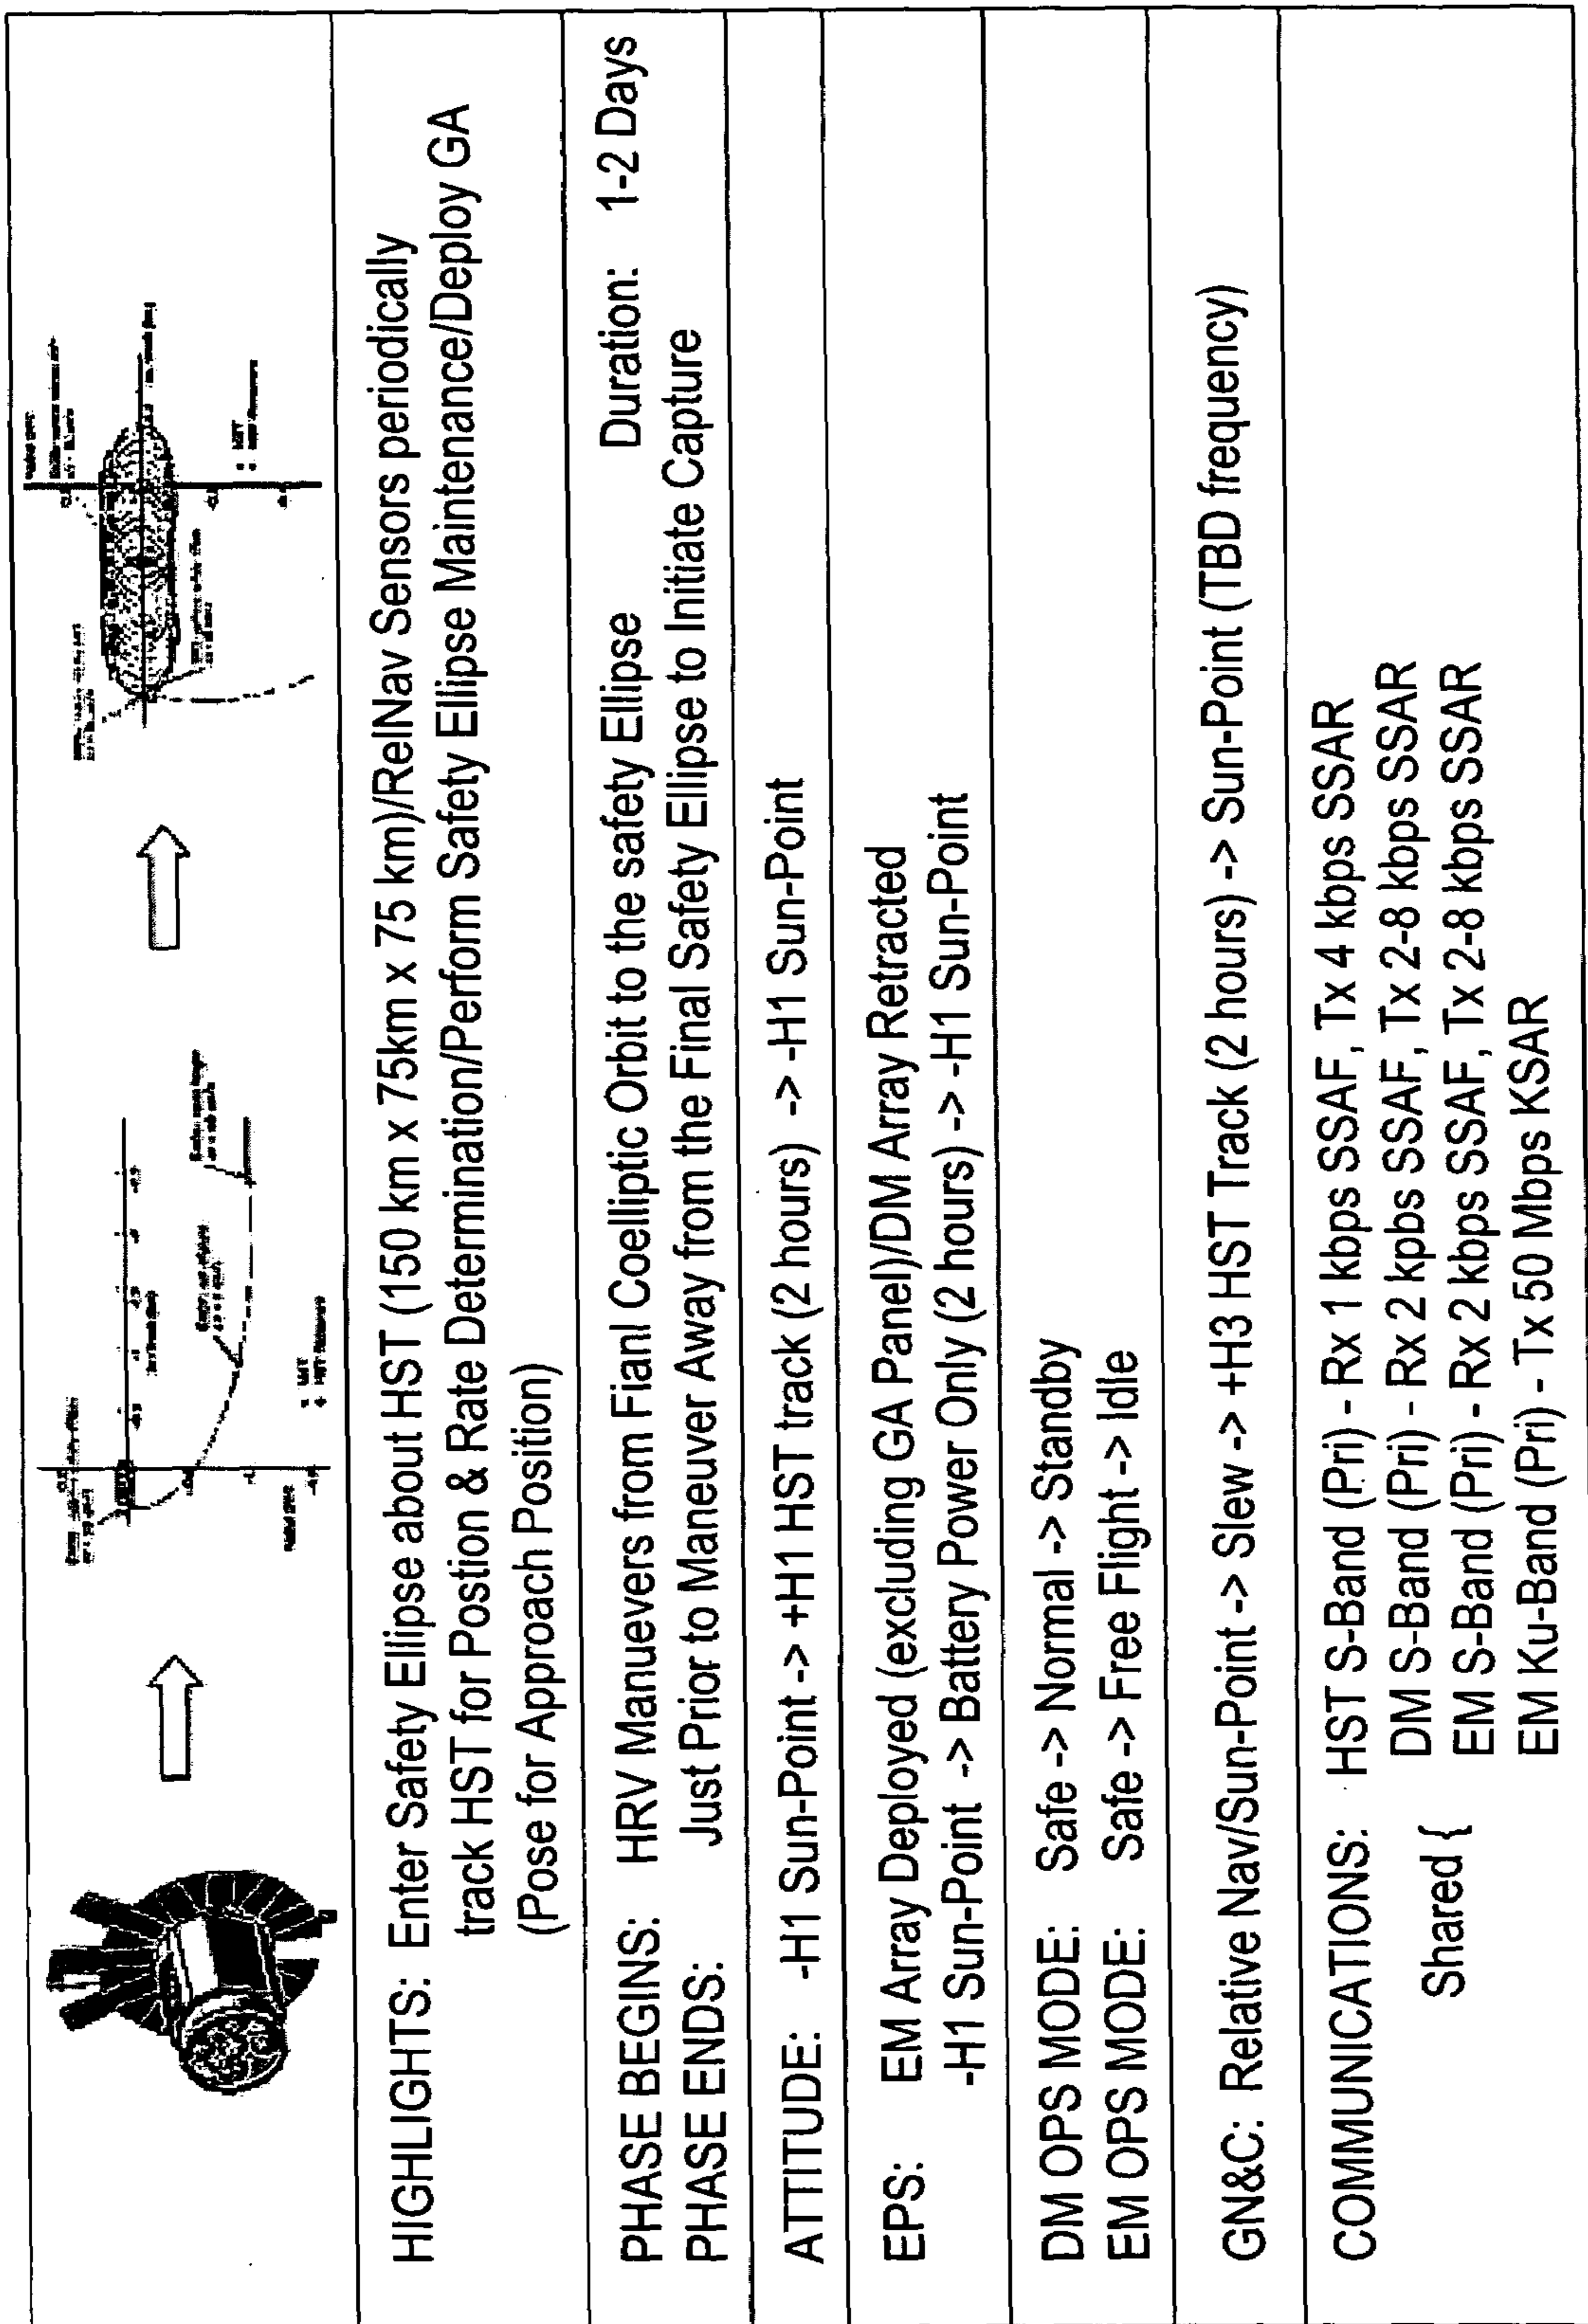 HIGHLIGHTS: Enter Safety Ellipse about HST (150 km x 75km x 75 km)/RelNav Sensors periodically
track HST for Postion & Rate Determination/Perform Safety Ellipse Maintenance/Deploy GA
(Pose for Approach Position)
PHASE BEGINS: HRV Manuevers from Fianl Coelliptic Orbit to the safety Ellipse Duration: 1-2 Days
PHASE ENDS: Just Prior to Maneuver Away from the Final Safety Ellipse to Initiate Capture
ATTITUDE: -H1 Sun-Point -> +H1 HST track (2 hours) -> -H1 Sun-Point
EPS: EM Array Deployed (excluding GA Panel)/DM Array Retracted
-H1 Sun-Point -> Battery Power Only (2 hours) -> -H1 Sun-Point
DM OPS MODE: Safe -> Normal -> Standby
EM OPS MODE: Safe -> Free Flight -> Idle
GN&C: Relative Nav/Sun-Point -> Slew -> +H3 HST Track (2 hours) -> Sun-Point (TBD frequency)
COMMUNICATIONS: HST S-Band (Pri) - Rx 1 kbps SSAF, Tx 4 kbps SSAR
DM S-Band (Pri) - Rx 2 kpbs SSAF, Tx 2-8 kbps SSAR
Shared { EM S-Band (Pri) - Rx 2 kbps SSAF, Tx 2-8 kbps SSAR
EM Ku-Band (Pri) - Tx 50 Mbps KSAR